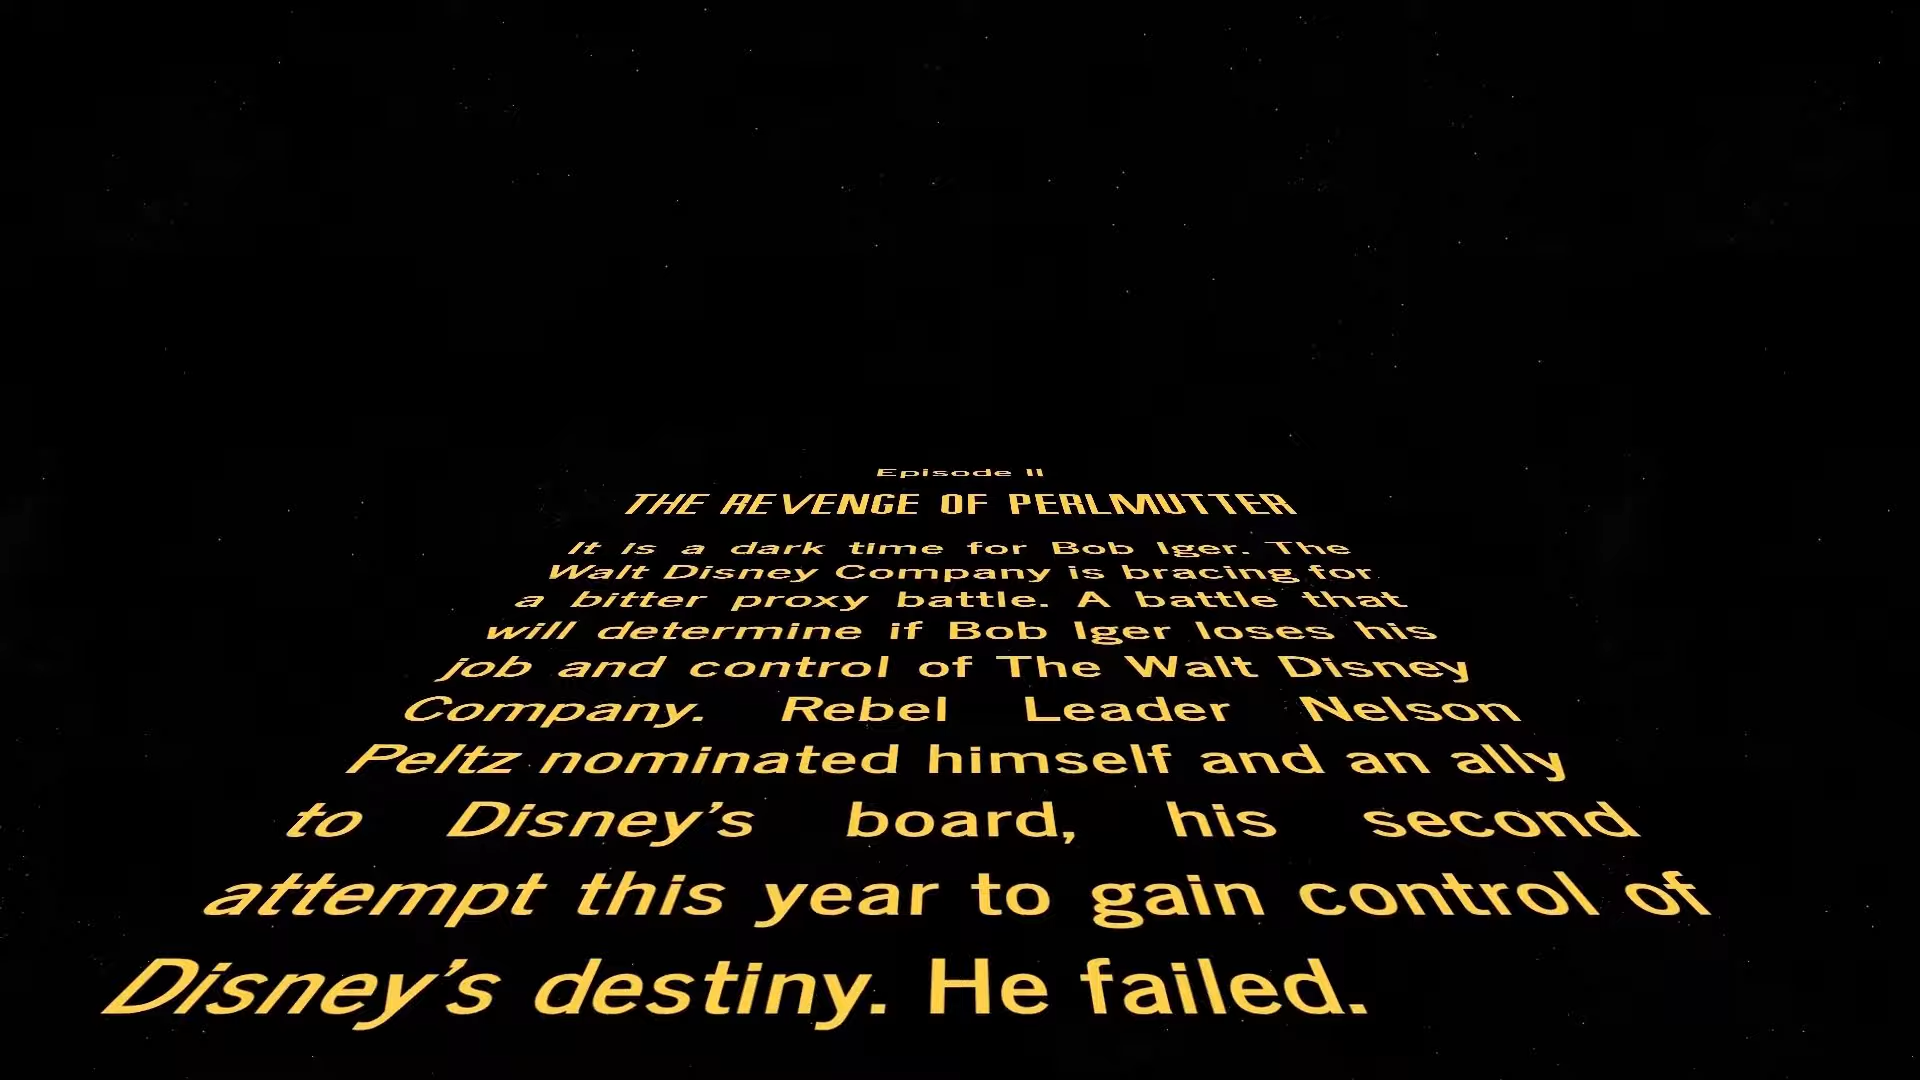 Episode II
THE REVENGE OF PERLMUTTER
It is a dark time for Bob Iger. The
Walt Disney Company is bracing for
a bitter proxy battle. A battle that
will determine if Bob Iger loses his
job and control of The Walt Disney
Company. Rebel Leader Nelson
Peltz nominated himself and an ally
to Disney’s board, his second
attempt this year to gain control of
Disney’s destiny. He failed.